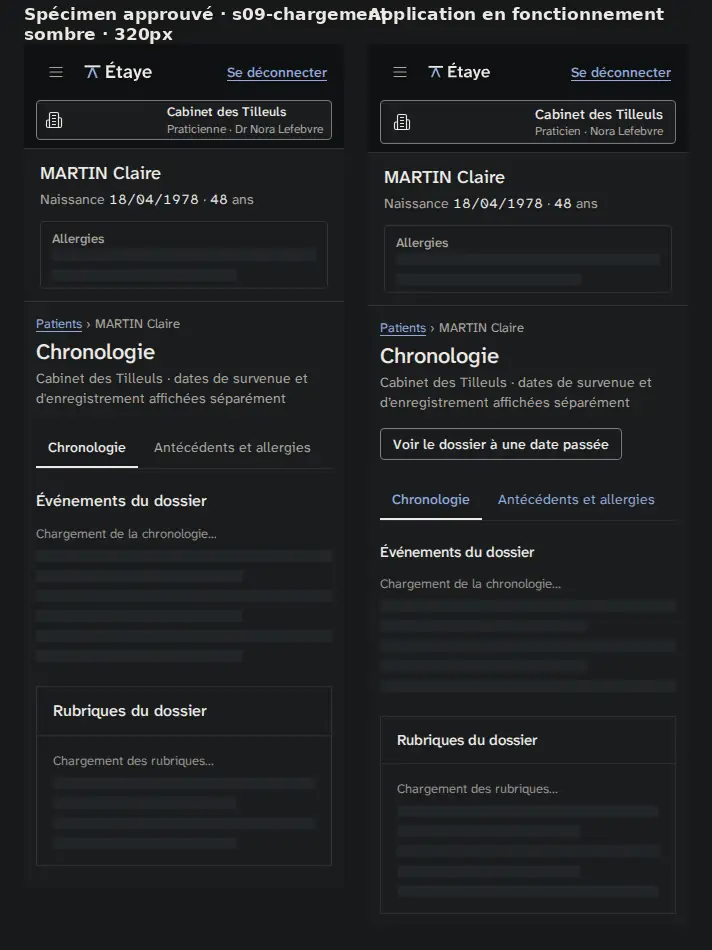 Spécimen approuvé · s09-chargement
sombre · 320px
Étaye
Se déconnecter
Cabinet des Tilleuls
Praticienne · Dr Nora Lefebvre
MARTIN Claire
Naissance 18/04/1978 · 48 ans
Allergies
Patients › MARTIN Claire
Chronologie
Cabinet des Tilleuls · dates de survenue et
d'enregistrement affichées séparément
Chronologie
Antécédents et allergies
Événements du dossier
Chargement de la chronologie…
Rubriques du dossier
Chargement des rubriques…
Application en fonctionnement
Étaye
Se déconnecter
Cabinet des Tilleuls
Praticien · Nora Lefebvre
MARTIN Claire
Naissance 18/04/1978 · 48 ans
Allergies
Patients › MARTIN Claire
Chronologie
Cabinet des Tilleuls · dates de survenue et
d'enregistrement affichées séparément
Voir le dossier à une date passée
Chronologie
Antécédents et allergies
Événements du dossier
Chargement de la chronologie…
Rubriques du dossier
Chargement des rubriques…